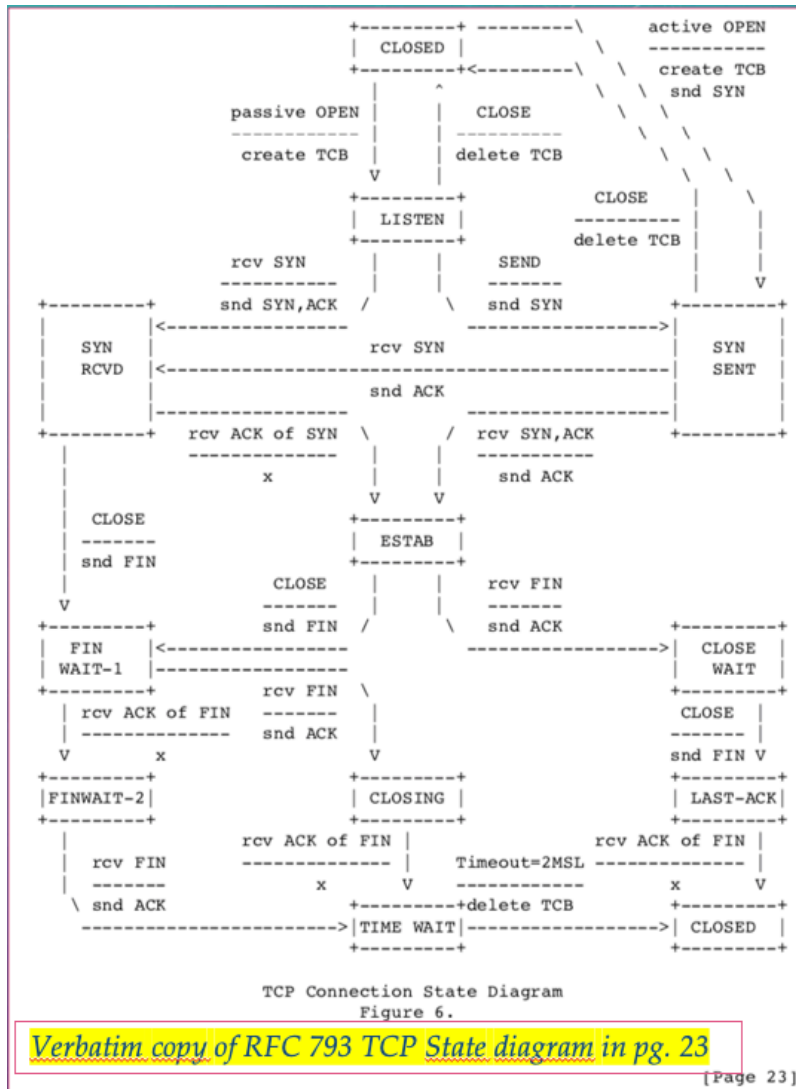 +---------+ ---------\      active OPEN
| CLOSED |            \    -----------
+---------+<---------\   \   create TCB
|     ^              \   \  snd SYN
passive OPEN |     |   CLOSE        \   \
------------ |     | ----------       \   \
create TCB |     | delete TCB         \   \
V     |                      \   \
+---------+            CLOSE    |    \
| LISTEN |          ---------- |     |
+---------+          delete TCB |     |
rcv SYN   |     |   SEND              |     |
-----------  |     |  -------            |     V
+---------+ snd SYN,ACK /       \ snd SYN          +---------+
|         |<----------------- ------------------>|         |
| SYN     |              rcv SYN                 | SYN     |
| RCVD    |<-----------------------------------------------| SENT    |
|         |              snd ACK                 |         |
|         |------------------ -------------------|         |
+---------+ rcv ACK of SYN \       / rcv SYN,ACK +---------+
|         -------------- |     | -----------
|             x         |     |  snd ACK
|                       V     V
| CLOSE              +---------+
| -------            | ESTAB |
| snd FIN            +---------+
|             CLOSE  |     |  rcv FIN
V            ------- |     |  -------
+---------+  snd FIN /       \ snd ACK           +---------+
| FIN     |<----------------- ------------------>| CLOSE   |
| WAIT-1  |------------------                    | WAIT    |
+---------+  rcv FIN \                           +---------+
| rcv ACK of FIN ------- |                        CLOSE |
| -------------- snd ACK |                       ------- |
V      x                 V                       snd FIN V
+---------+          +---------+                 +---------+
|FINWAIT-2|          | CLOSING |                 | LAST-ACK|
+---------+          +---------+                 +---------+
|          rcv ACK of FIN |              rcv ACK of FIN |
| rcv FIN  -------------- | Timeout=2MSL -------------- |
| -------         x       V ------------       x        V
\ snd ACK            +---------+delete TCB       +---------+
------------------------>|TIME WAIT|------------------>| CLOSED |
+---------+                 +---------+
TCP Connection State Diagram
Figure 6.
Verbatim copy of RFC 793 TCP State diagram in pg. 23
[Page 23]